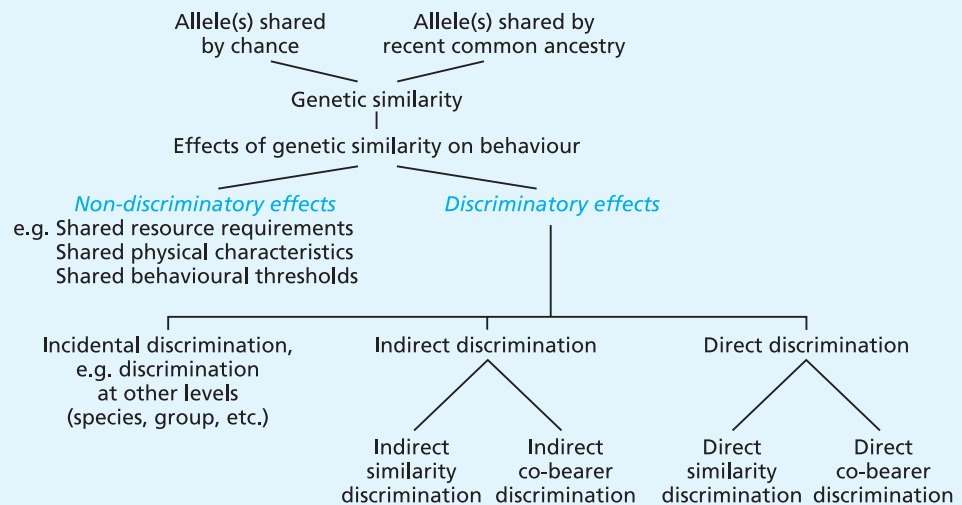 Allele(s) shared
by chance
Allele(s) shared by
recent common ancestry
Genetic similarity
Effects of genetic similarity on behaviour
Non-discriminatory effects
e.g. Shared resource requirements
Shared physical characteristics
Shared behavioural thresholds
Discriminatory effects
Incidental discrimination,
e.g. discrimination
at other levels
(species, group, etc.)
Indirect discrimination
Direct discrimination
Indirect
similarity
discrimination
Indirect
co-bearer
discrimination
Direct
similarity
discrimination
Direct
co-bearer
discrimination